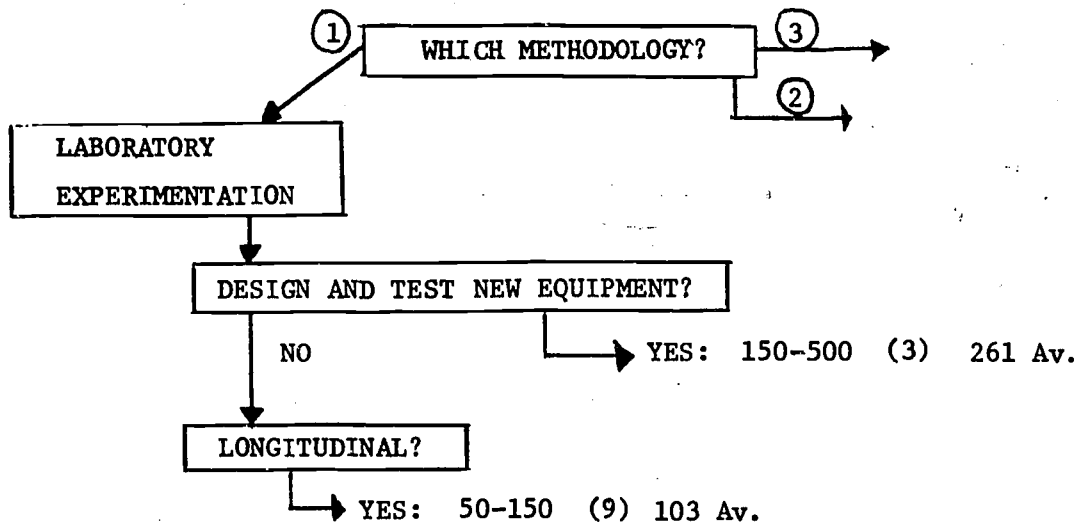 1
WHICH METHODOLOGY?
3
2
LABORATORY
EXPERIMENTATION
DESIGN AND TEST NEW EQUIPMENT?
NO
YES: 150-500 (3) 261 Av.
LONGITUDINAL?
YES: 50-150 (9) 103 Av.